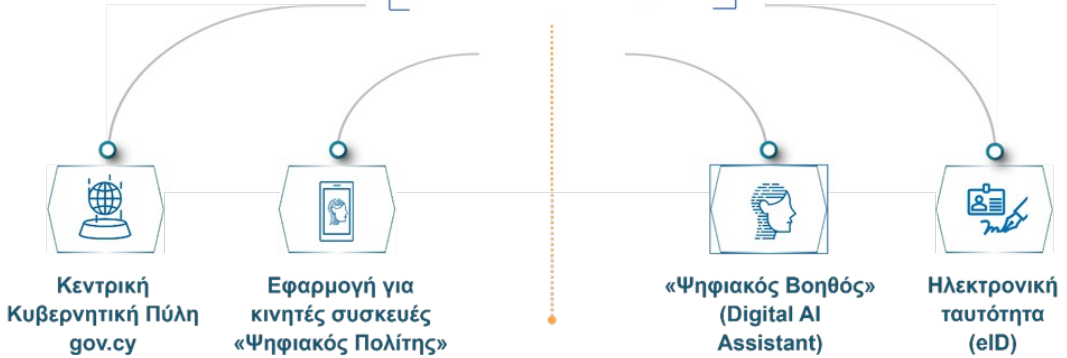 Κεντρική
Κυβερνητική Πύλη
gov.cy
Εφαρμογή για
κινητές συσκευές
«Ψηφιακός Πολίτης»
«Ψηφιακός Βοηθός»
(Digital AI
Assistant)
Ηλεκτρονική
ταυτότητα
(eID)